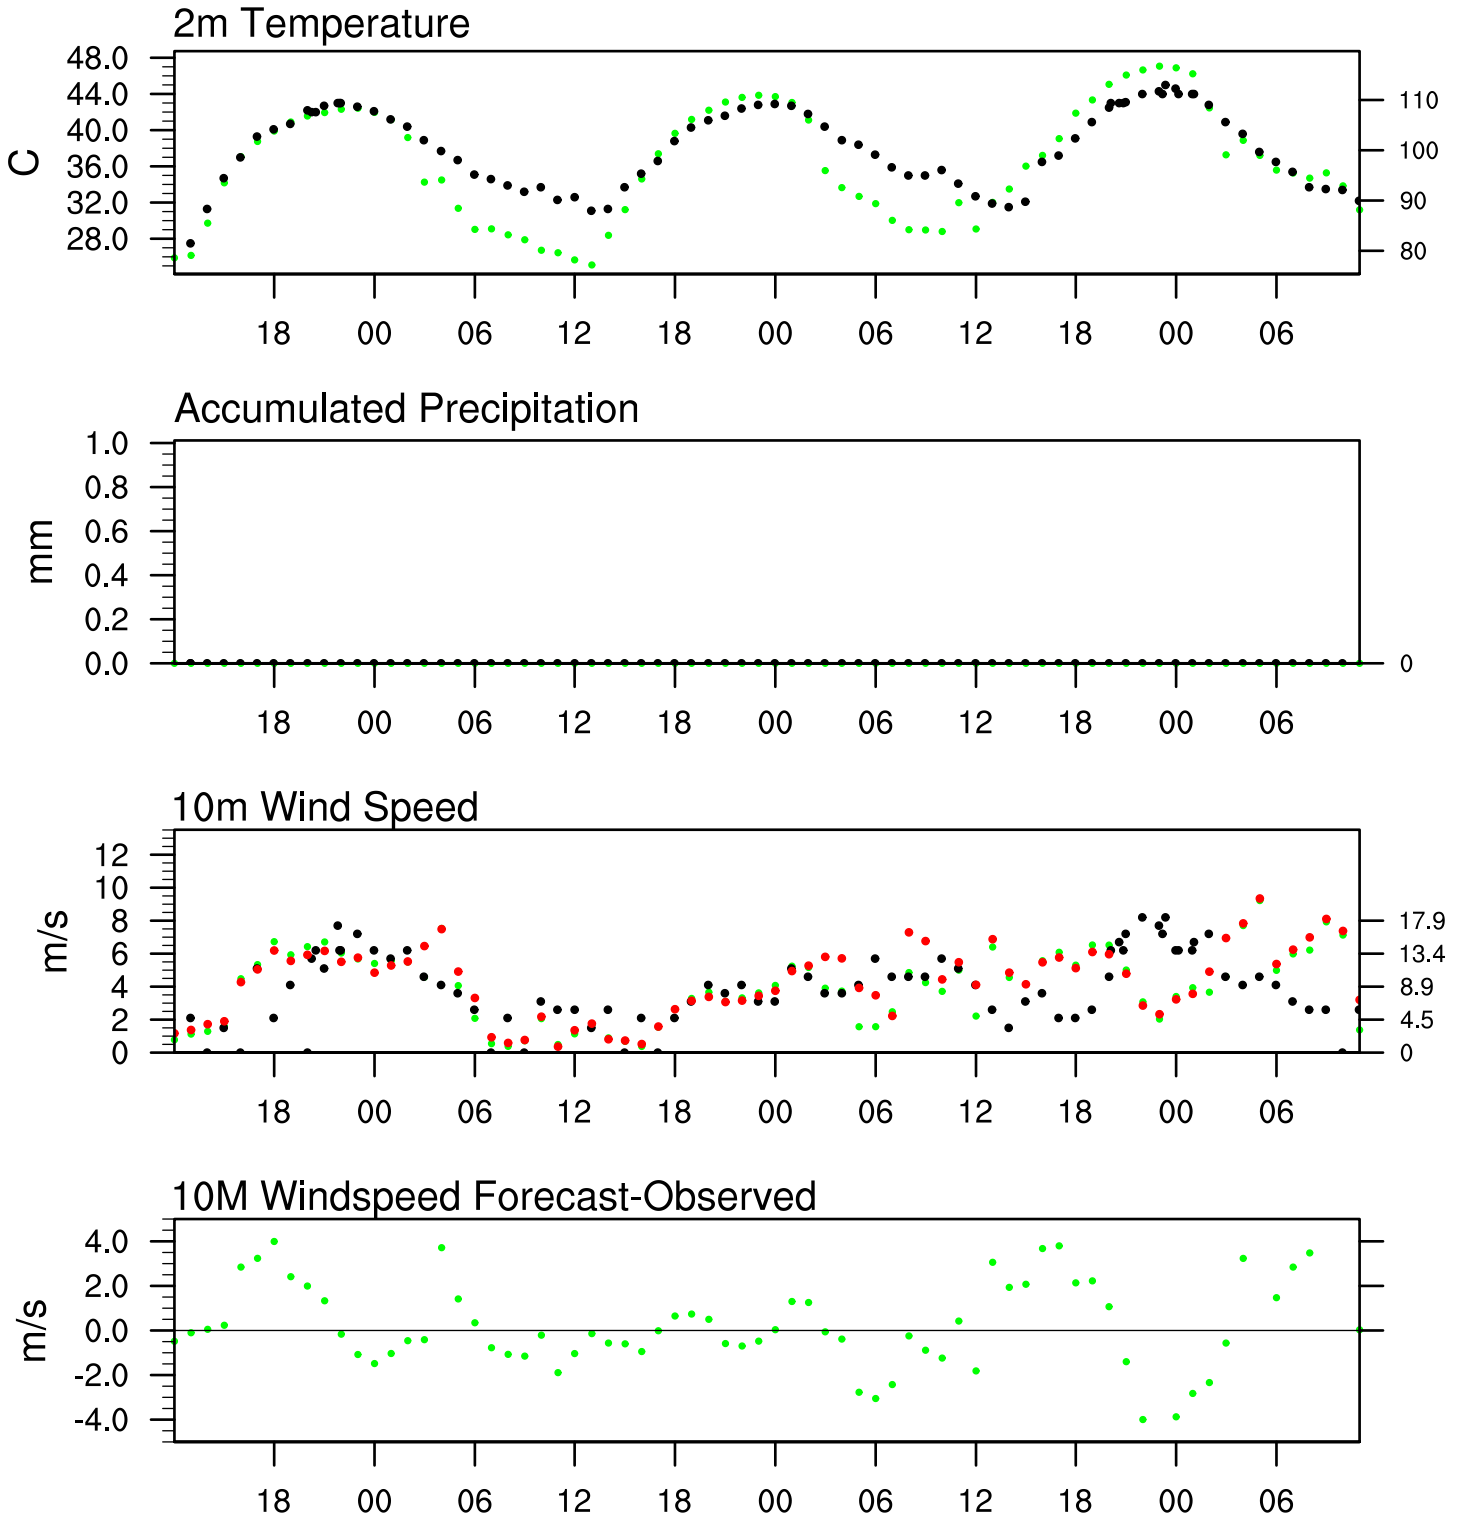 2m Temperature
48.0
44.0
40.0
36.0
32.0
28.0
C
110
100
90
80
18 00 06 12 18 00 06 12 18 00 06
Accumulated Precipitation
1.0
0.8
0.6
0.4
0.2
0.0
mm
0
18 00 06 12 18 00 06 12 18 00 06
10m Wind Speed
12
10
8
6
4
2
0
m/s
17.9
13.4
8.9
4.5
0
18 00 06 12 18 00 06 12 18 00 06
10M Windspeed Forecast-Observed
4.0
2.0
0.0
-2.0
-4.0
m/s
18 00 06 12 18 00 06 12 18 00 06